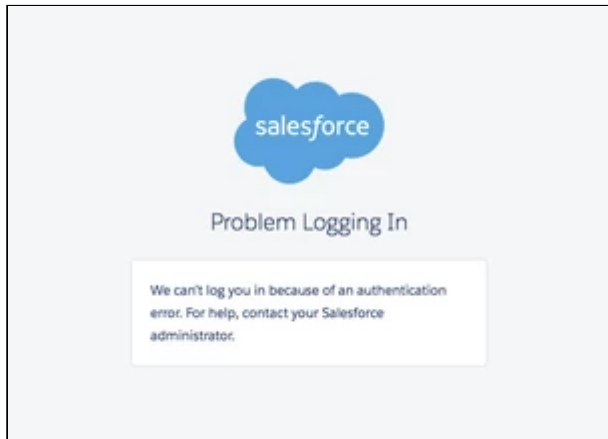 salesforce
Problem Logging In
We can't log you in because of an authentication
error. For help, contact your Salesforce
administrator.